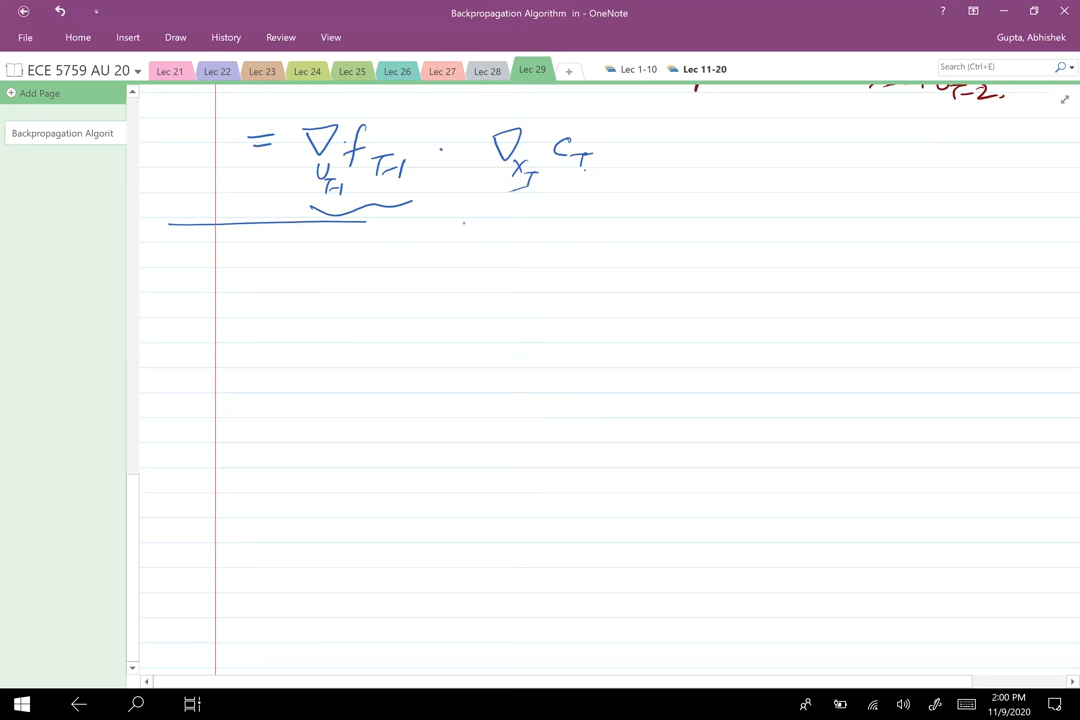 Backpropagation Algorithm in - OneNote
File Home Insert Draw History Review View
Gupta, Abhishek
ECE 5759 AU 20
Lec 21 Lec 22 Lec 23 Lec 24 Lec 25 Lec 26 Lec 27 Lec 28 Lec 29 + Lec 1-10 Lec 11-20
Search (Ctrl+E)
Add Page
Backpropagation Algorit
U_{T-2}.
= ∇_{U_{T-1}} f_{T-1} · ∇_{X_T} C_T
2:00 PM
11/9/2020